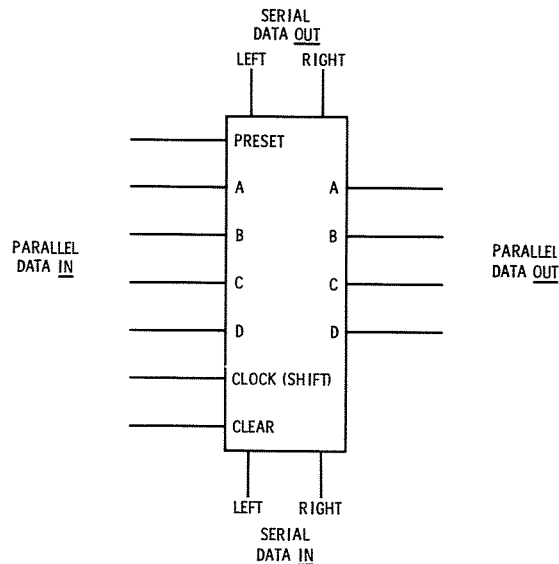 SERIAL
DATA OUT
LEFT RIGHT
PRESET
A A
B B
PARALLEL
DATA IN
PARALLEL
DATA OUT
C C
D D
CLOCK (SHIFT)
CLEAR
LEFT RIGHT
SERIAL
DATA IN